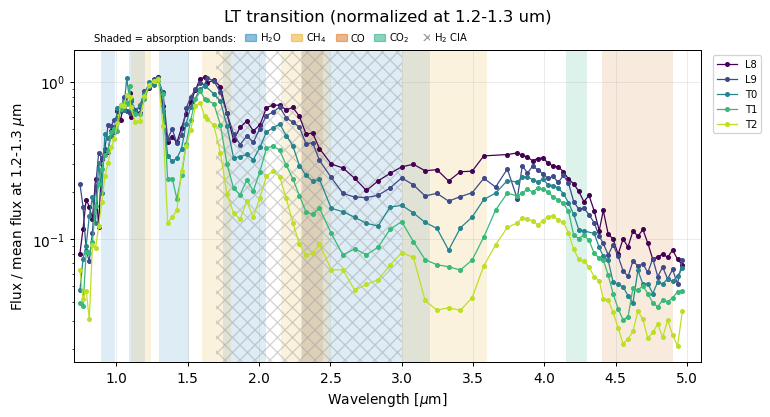 LT transition (normalized at 1.2-1.3 um)
Shaded = absorption bands: H₂O CH₄ CO CO₂ H₂ CIA
Flux / mean flux at 1.2-1.3 μm
10⁰
10⁻¹
1.0 1.5 2.0 2.5 3.0 3.5 4.0 4.5 5.0
Wavelength [μm]
L8
L9
T0
T1
T2